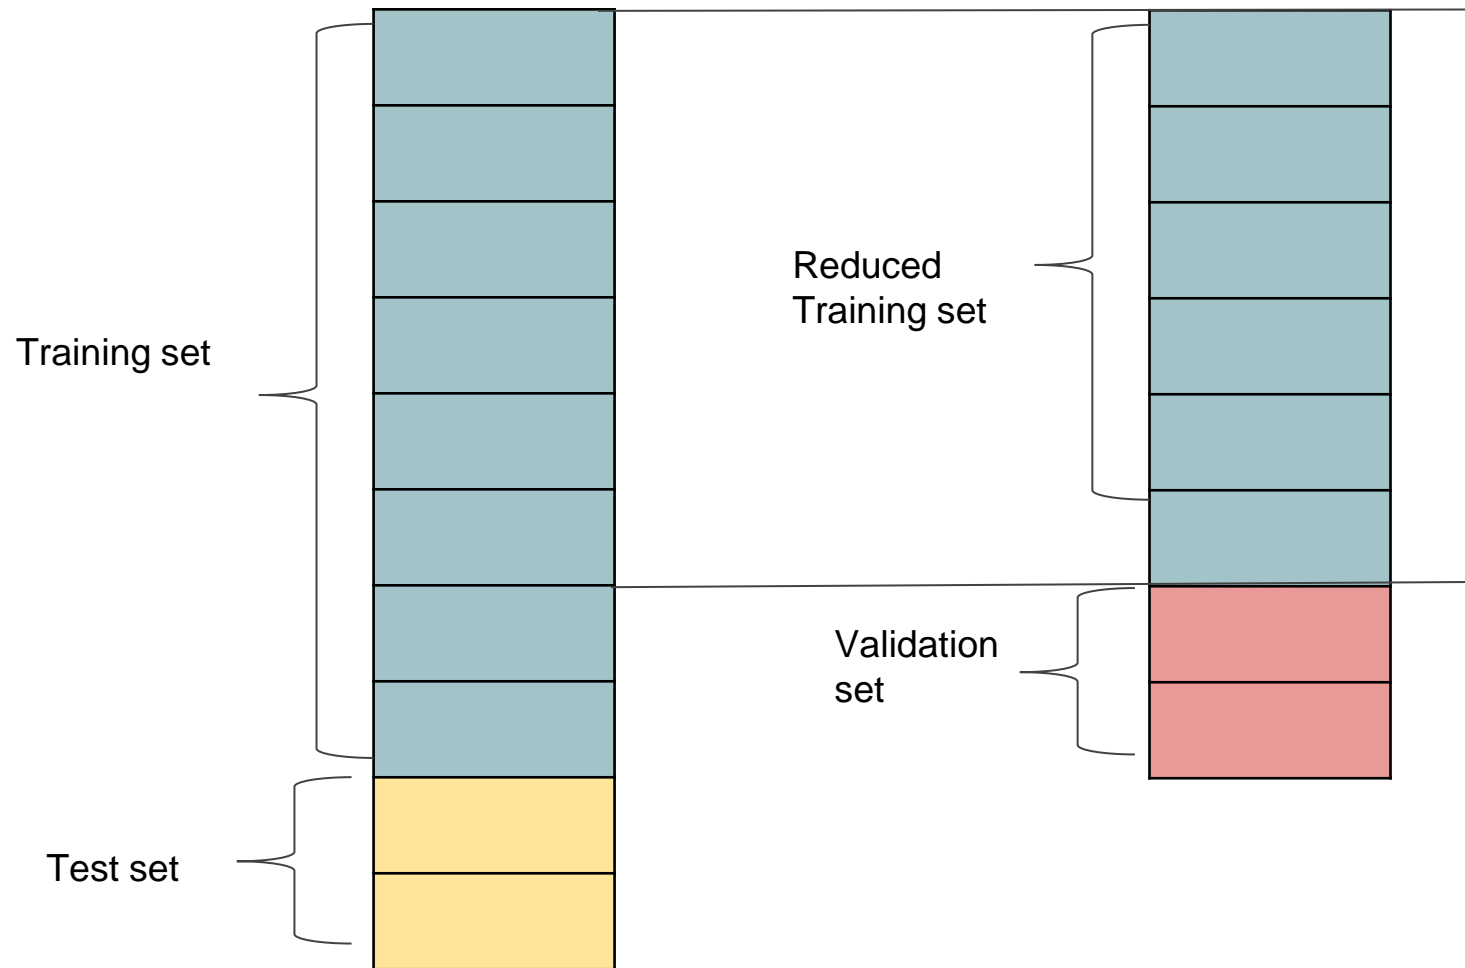 Training set
Test set
Reduced
Training set
Validation
set